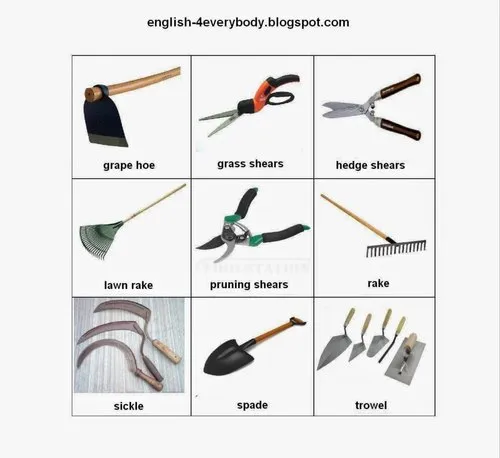 english-4everybody.blogspot.com
grape hoe
grass shears
hedge shears
lawn rake
pruning shears
rake
sickle
spade
trowel